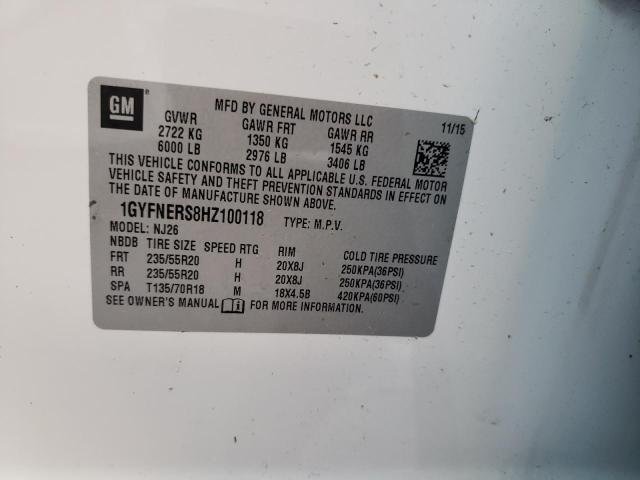 GM ®
MFD BY GENERAL MOTORS LLC
11/15
GVWR GAWR FRT GAWR RR
2722 KG 1350 KG 1545 KG
6000 LB 2976 LB 3406 LB
THIS VEHICLE CONFORMS TO ALL APPLICABLE U.S. FEDERAL MOTOR
VEHICLE SAFETY AND THEFT PREVENTION STANDARDS IN EFFECT ON
THE DATE OF MANUFACTURE SHOWN ABOVE.
1GYFNERS8HZ100118 TYPE: M.P.V.
MODEL: NJ26
NBDB TIRE SIZE SPEED RTG RIM COLD TIRE PRESSURE
FRT 235/55R20 H 20X8J 250KPA(36PSI)
RR 235/55R20 H 20X8J 250KPA(36PSI)
SPA T135/70R18 M 18X4.5B 420KPA(60PSI)
SEE OWNER'S MANUAL FOR MORE INFORMATION.